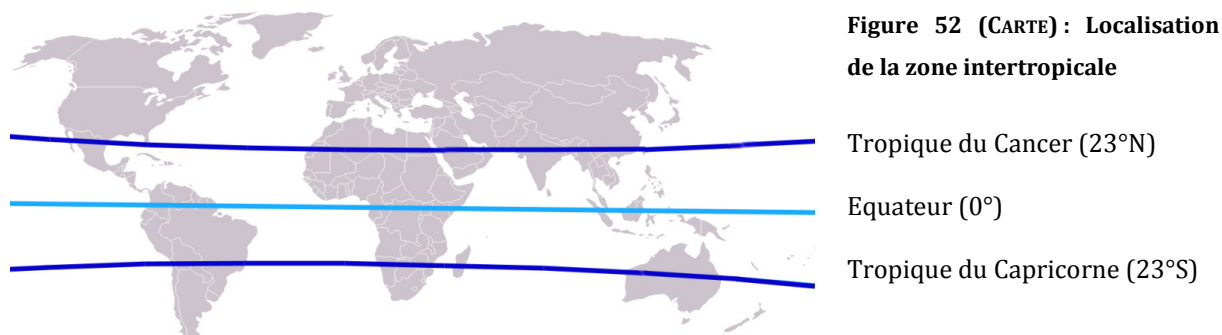 Figure 52 (CARTE) : Localisation
de la zone intertropicale
Tropique du Cancer (23°N)
Equateur (0°)
Tropique du Capricorne (23°S)